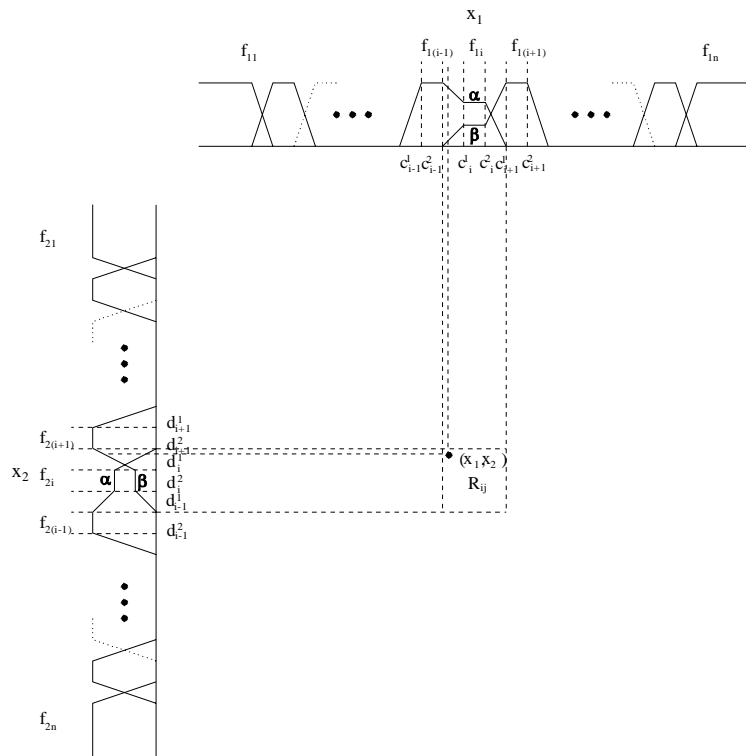 x₁
f₁₁ f₁₍ᵢ₋₁₎ f₁ᵢ f₁₍ᵢ₊₁₎ f₁ₙ
α
β
c¹ᵢ₋₁ c²ᵢ₋₁ c¹ᵢ c²ᵢ c¹ᵢ₊₁ c²ᵢ₊₁
f₂₁
d¹ᵢ₊₁
f₂₍ᵢ₊₁₎ d²ᵢ₊₁
(x₁,x₂)
d¹ᵢ
x₂ f₂ᵢ α β d²ᵢ Rᵢⱼ
d¹ᵢ₋₁
f₂₍ᵢ₋₁₎ d²ᵢ₋₁
f₂ₙ